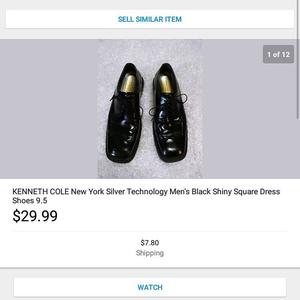 SELL SIMILAR ITEM
1 of 12
KENNETH COLE New York Silver Technology Men's Black Shiny Square Dress
Shoes 9.5
$29.99
$7.80
Shipping
WATCH